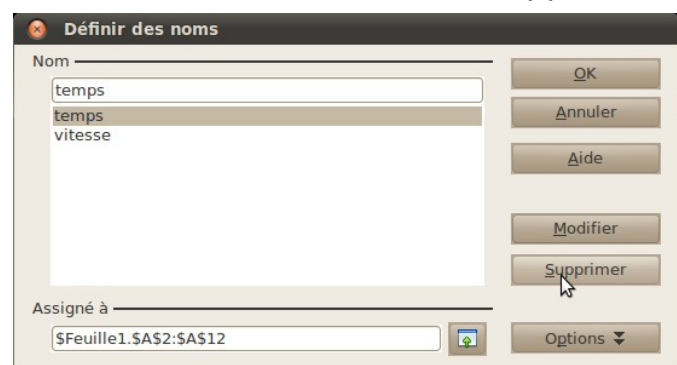 Définir des noms
Nom
temps
temps
vitesse
OK
Annuler
Aide
Modifier
Supprimer
Assigné à
$Feuille1.$A$2:$A$12
Options